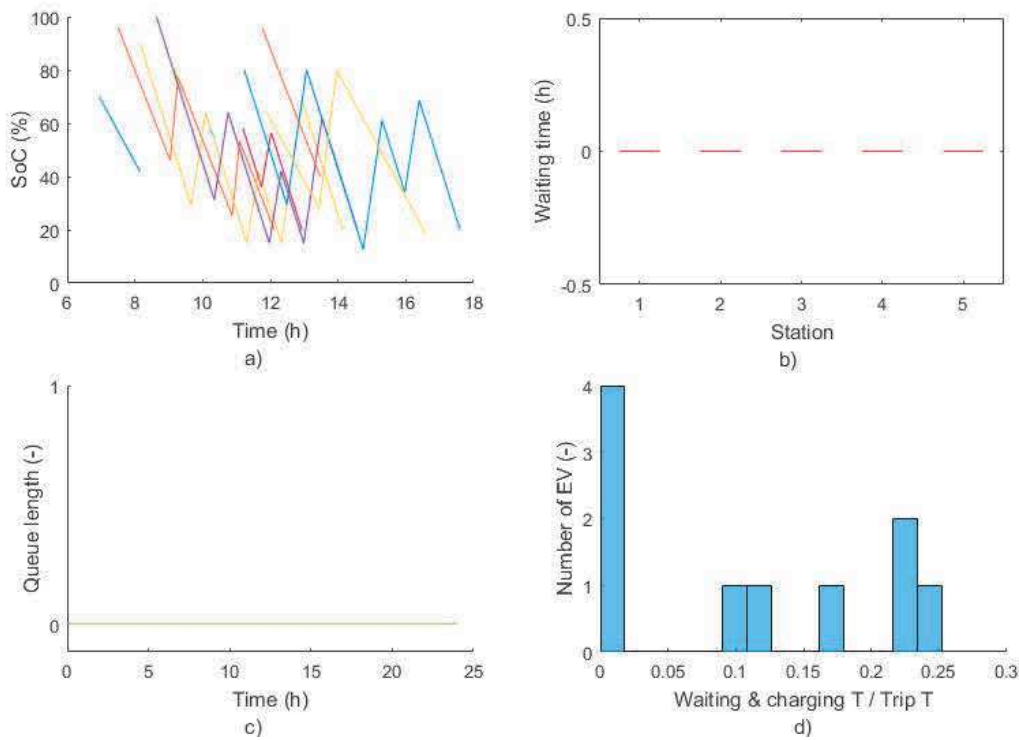 100
80
60
40
20
0
SoC (%)
6 8 10 12 14 16 18
Time (h)
a)
0.5
0
-0.5
Waiting time (h)
1 2 3 4 5
Station
b)
1
0
Queue length (-)
0 5 10 15 20 25
Time (h)
c)
4
3
2
1
0
Number of EV (-)
0 0.05 0.1 0.15 0.2 0.25 0.3
Waiting & charging T / Trip T
d)